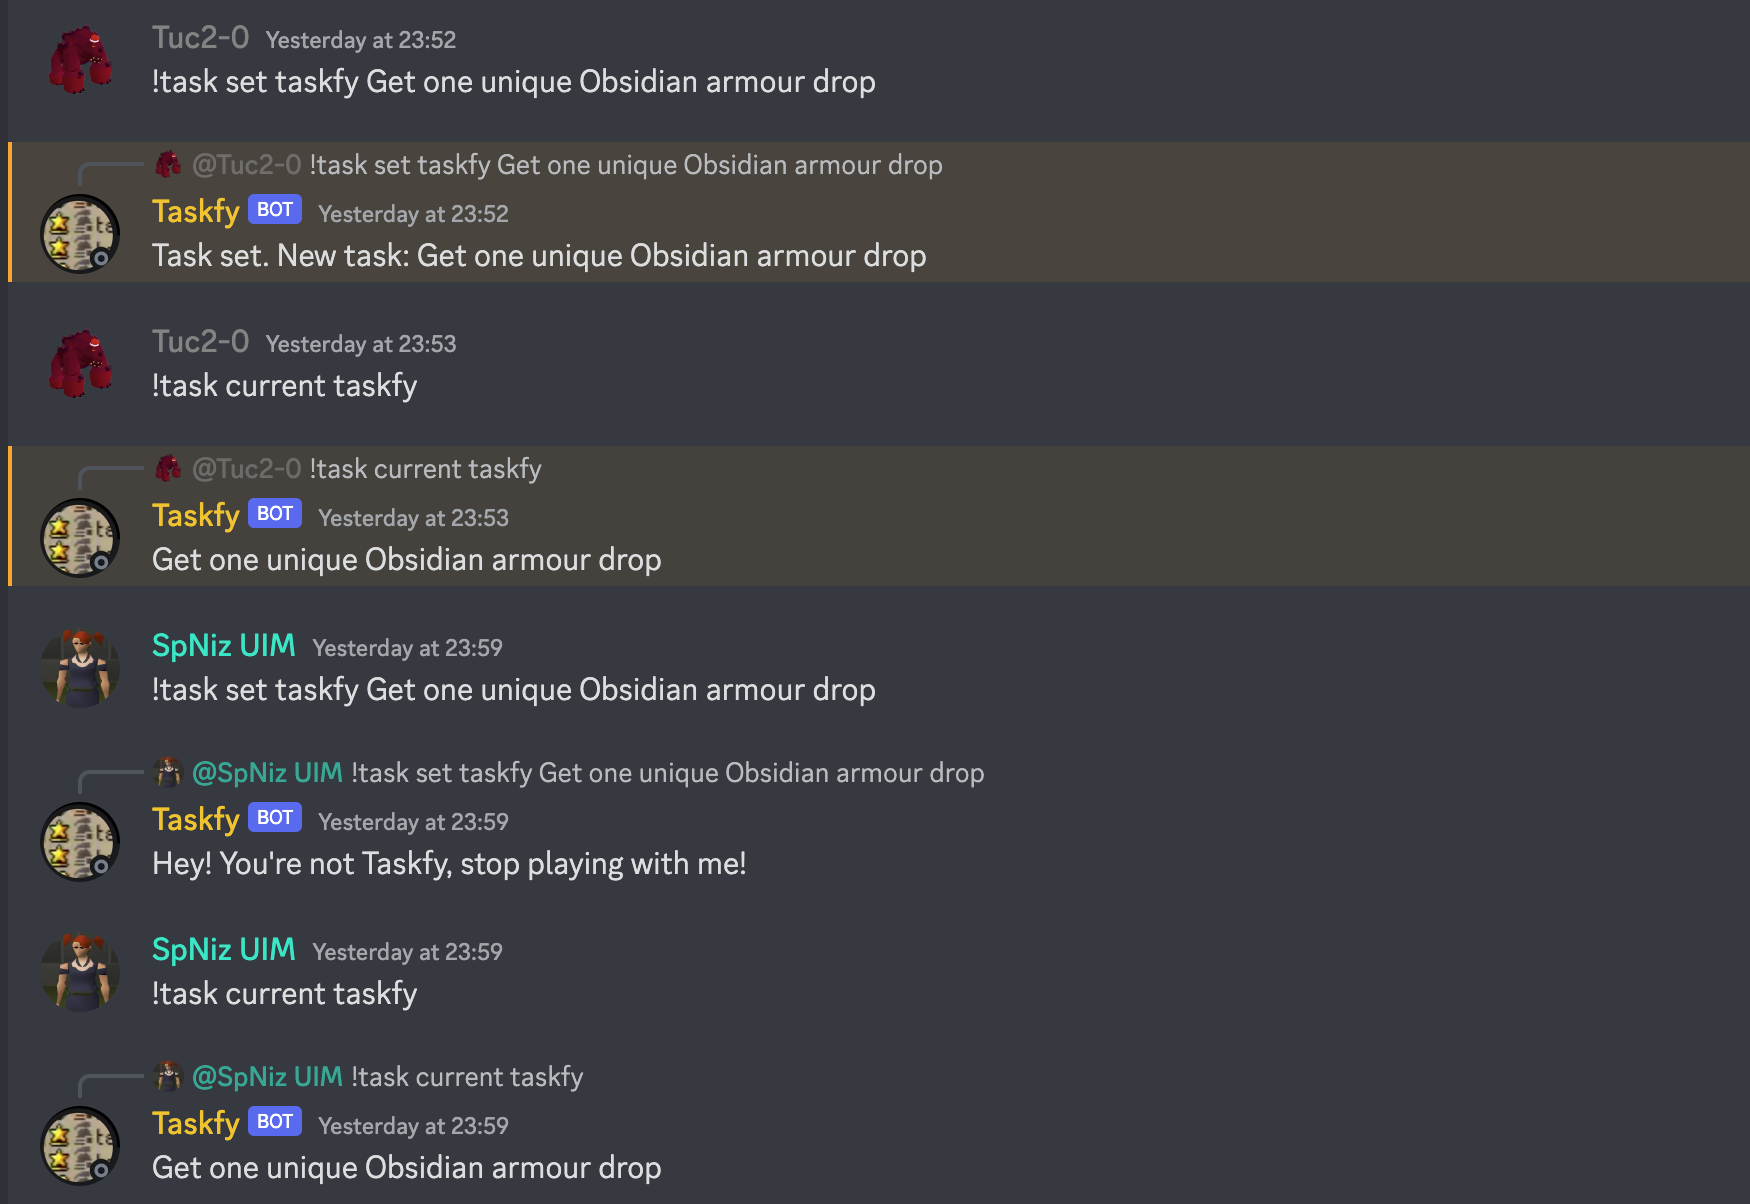 Tuc2-0 Yesterday at 23:52
!task set taskfy Get one unique Obsidian armour drop
@Tuc2-0 !task set taskfy Get one unique Obsidian armour drop
Taskfy BOT Yesterday at 23:52
Task set. New task: Get one unique Obsidian armour drop
Tuc2-0 Yesterday at 23:53
!task current taskfy
@Tuc2-0 !task current taskfy
Taskfy BOT Yesterday at 23:53
Get one unique Obsidian armour drop
SpNiz UIM Yesterday at 23:59
!task set taskfy Get one unique Obsidian armour drop
@SpNiz UIM !task set taskfy Get one unique Obsidian armour drop
Taskfy BOT Yesterday at 23:59
Hey! You're not Taskfy, stop playing with me!
SpNiz UIM Yesterday at 23:59
!task current taskfy
@SpNiz UIM !task current taskfy
Taskfy BOT Yesterday at 23:59
Get one unique Obsidian armour drop